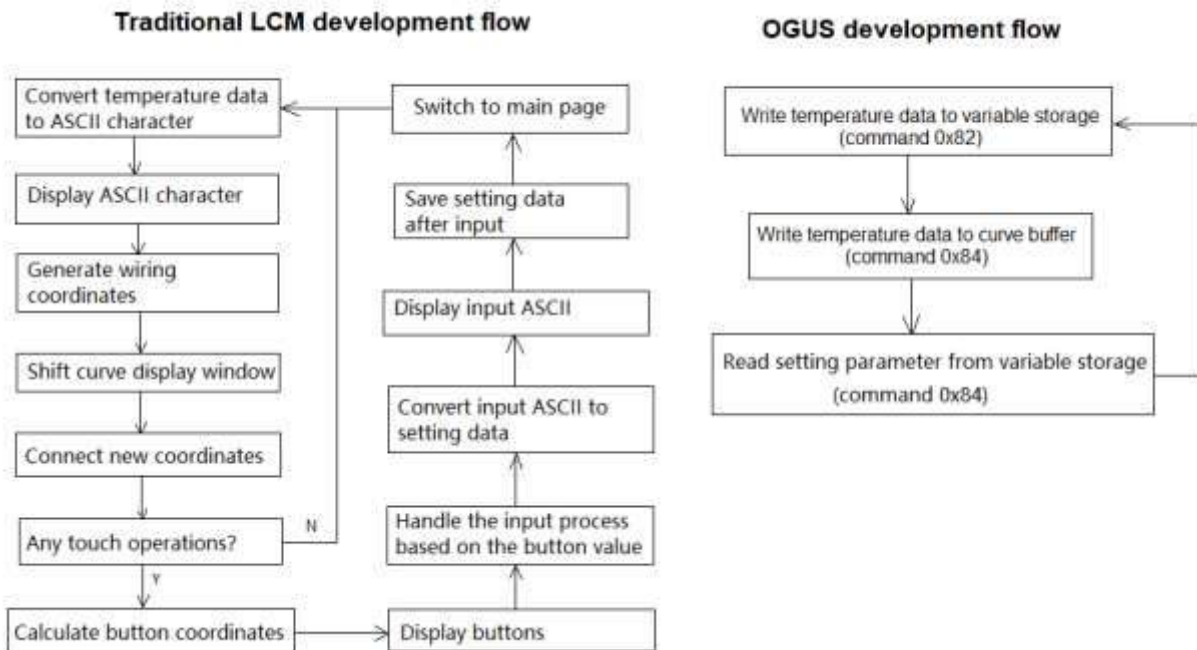 Traditional LCM development flow
Convert temperature data
to ASCII character
Display ASCII character
Generate wiring
coordinates
Shift curve display window
Connect new coordinates
Any touch operations?
N
Y
Calculate button coordinates
Switch to main page
Save setting data
after input
Display input ASCII
Convert input ASCII to
setting data
Handle the input process
based on the button value
Display buttons
OGUS development flow
Write temperature data to variable storage
(command 0x82)
Write temperature data to curve buffer
(command 0x84)
Read setting parameter from variable storage
(command 0x84)